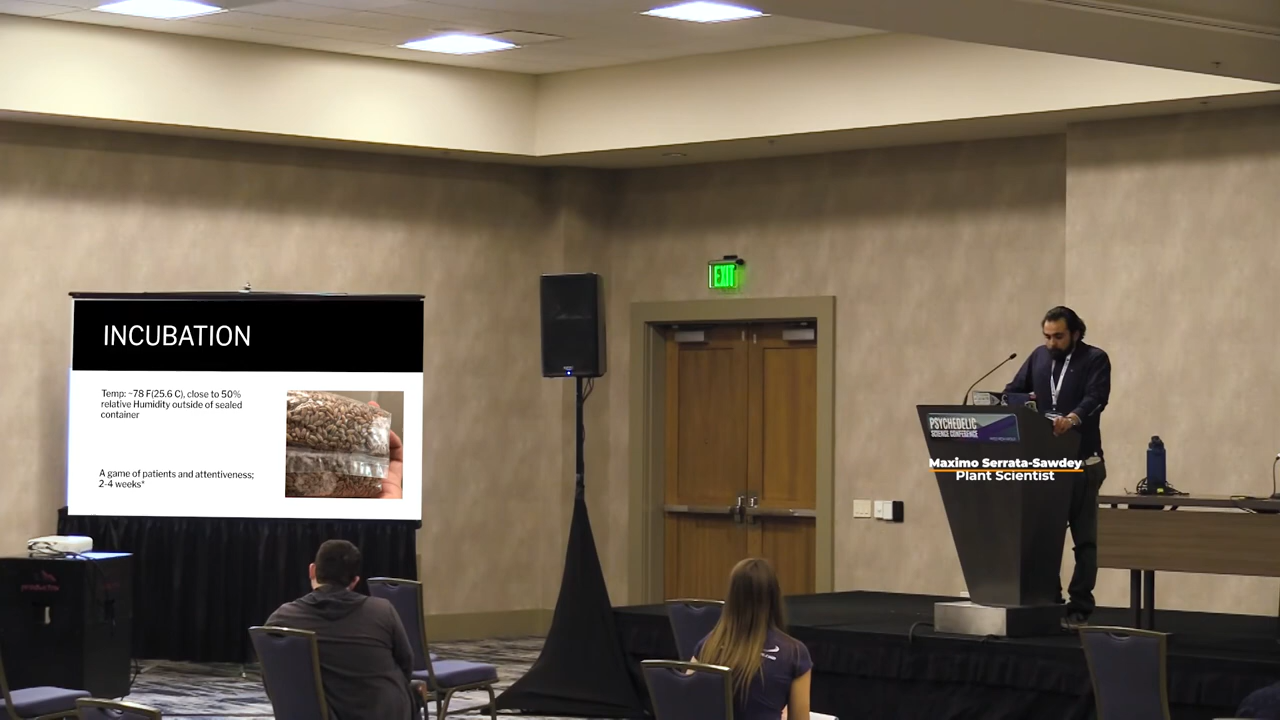 INCUBATION
Temp: ~78 F(25.6 C), close to 50%
relative Humidity outside of sealed
container
A game of patients and attentiveness;
2-4 weeks*
EXIT
PSYCHEDELIC
SCIENCE CONFERENCE
Maximo Serrata-Sawdey
Plant Scientist